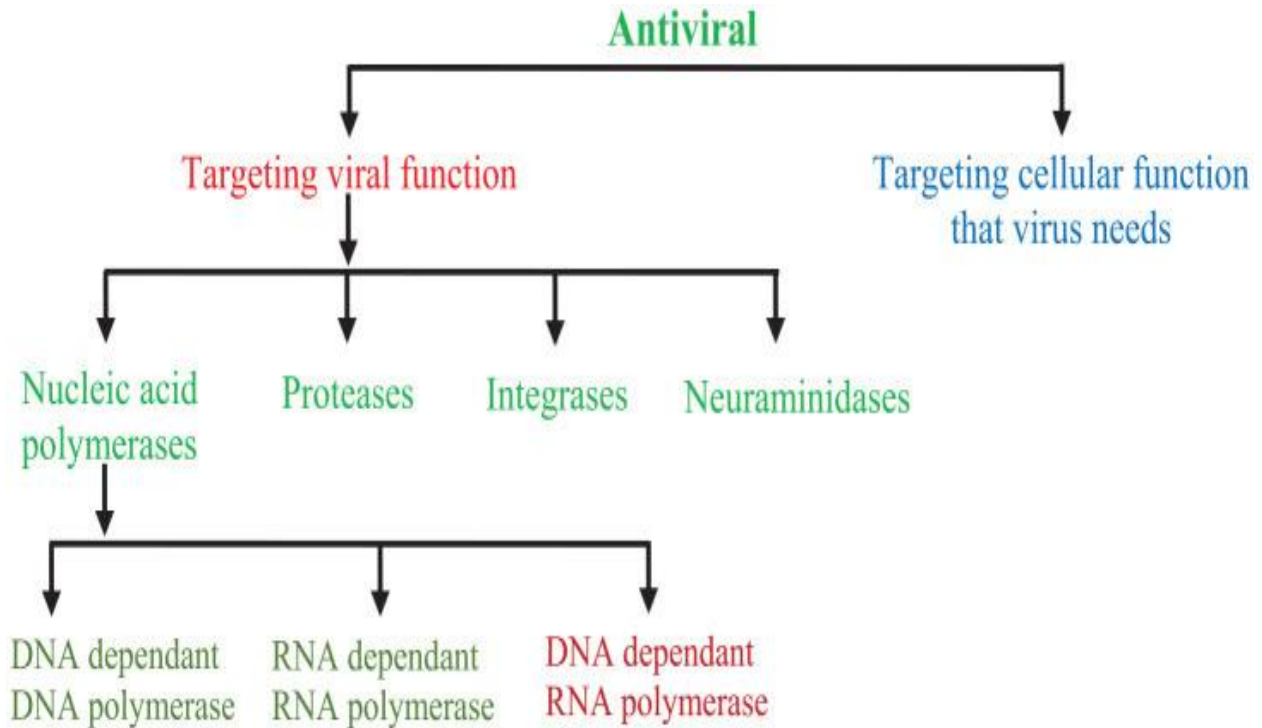 Antiviral
Targeting viral function
Targeting cellular function
that virus needs
Nucleic acid
polymerases
Proteases
Integrases
Neuraminidases
DNA dependant
DNA polymerase
RNA dependant
RNA polymerase
DNA dependant
RNA polymerase